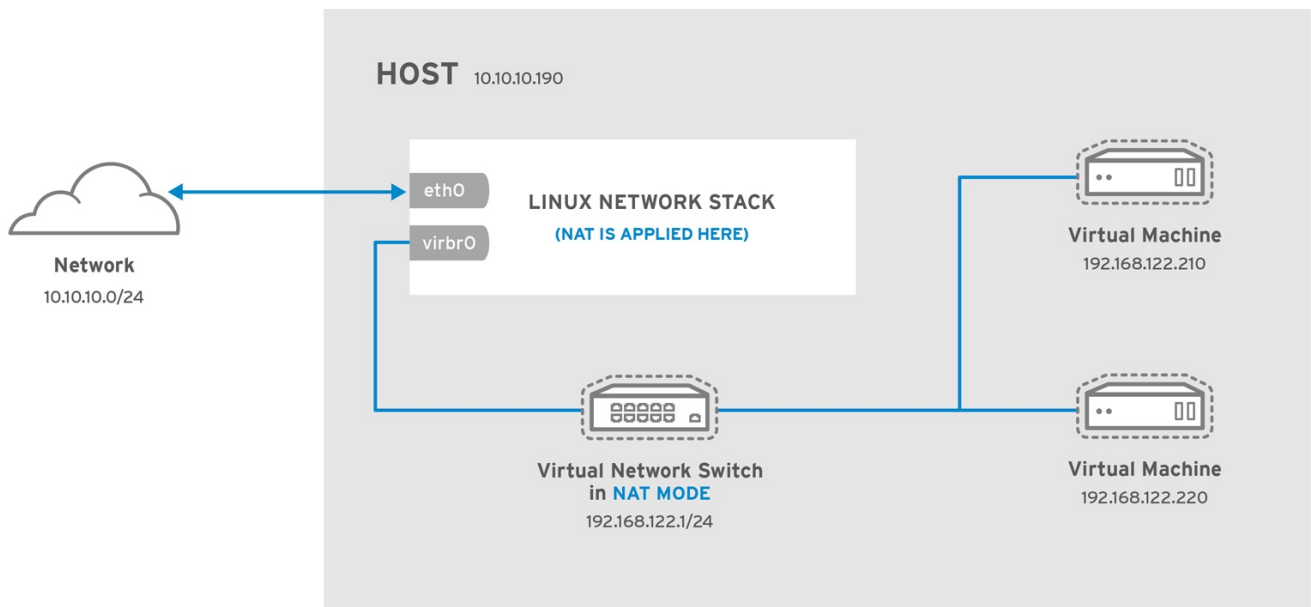 HOST 10.10.10.190
eth0
LINUX NETWORK STACK
(NAT IS APPLIED HERE)
virbr0
Network
10.10.10.0/24
Virtual Machine
192.168.122.210
Virtual Network Switch
in NAT MODE
192.168.122.1/24
Virtual Machine
192.168.122.220